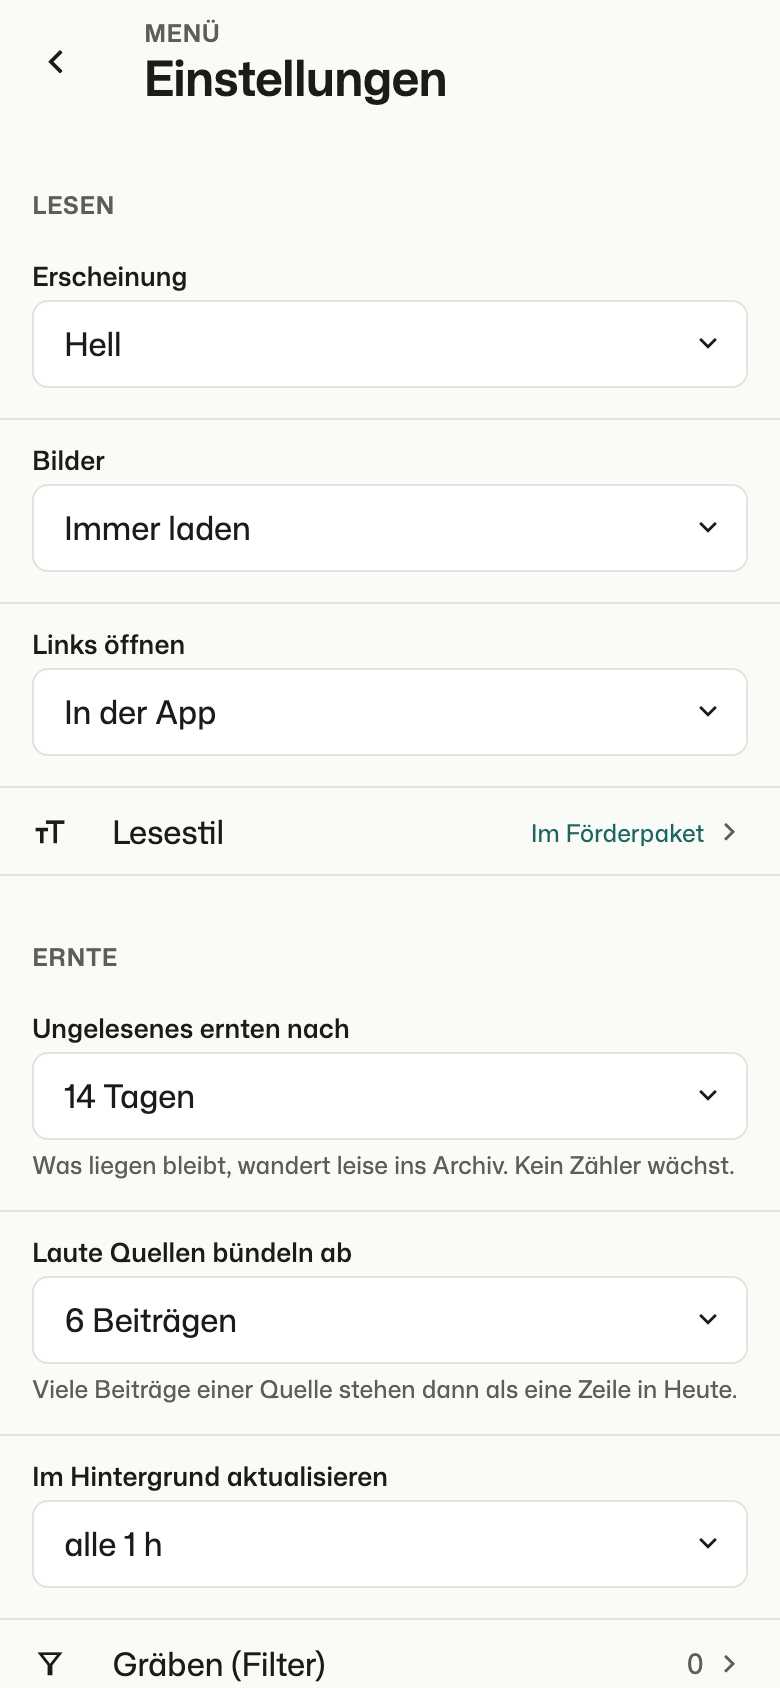 MENÜ
Einstellungen
LESEN
Erscheinung
Hell
Bilder
Immer laden
Links öffnen
In der App
Lesestil
Im Förderpaket
ERNTE
Ungelesenes ernten nach
14 Tagen
Was liegen bleibt, wandert leise ins Archiv. Kein Zähler wächst.
Laute Quellen bündeln ab
6 Beiträgen
Viele Beiträge einer Quelle stehen dann als eine Zeile in Heute.
Im Hintergrund aktualisieren
alle 1 h
Gräben (Filter)
0